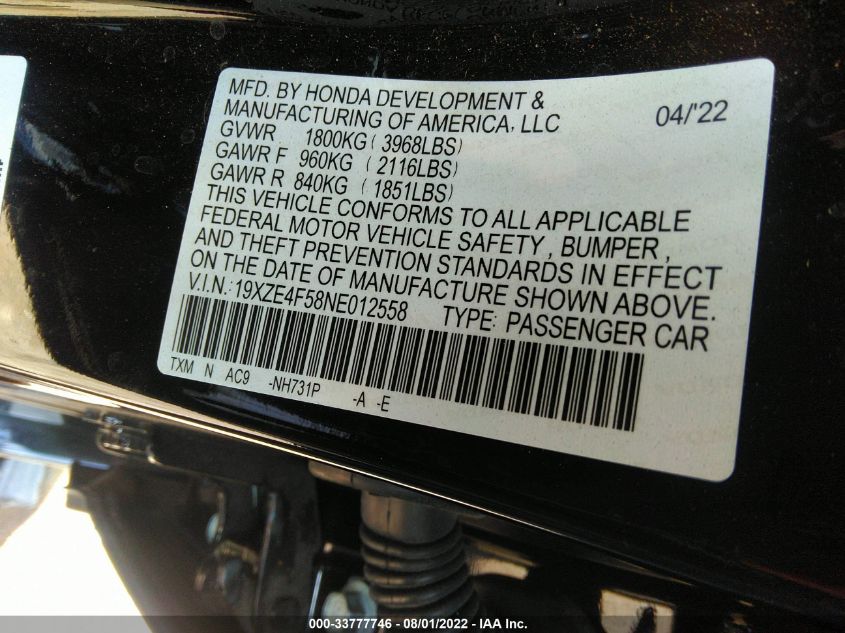 MFD. BY HONDA DEVELOPMENT &
MANUFACTURING OF AMERICA, LLC 04/'22
GVWR 1800KG ( 3968LBS)
GAWR F 960KG ( 2116LBS)
GAWR R 840KG ( 1851LBS)
THIS VEHICLE CONFORMS TO ALL APPLICABLE
FEDERAL MOTOR VEHICLE SAFETY, BUMPER,
AND THEFT PREVENTION STANDARDS IN EFFECT
ON THE DATE OF MANUFACTURE SHOWN ABOVE.
V.I.N.: 19XZE4F58NE012558 TYPE: PASSENGER CAR
TXM N AC9 -NH731P -A -E
000-33777746 - 08/01/2022 - IAA Inc.